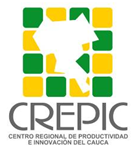 CREPIC
CENTRO REGIONAL DE PRODUCTIVIDAD
E INNOVACIÓN DEL CAUCA